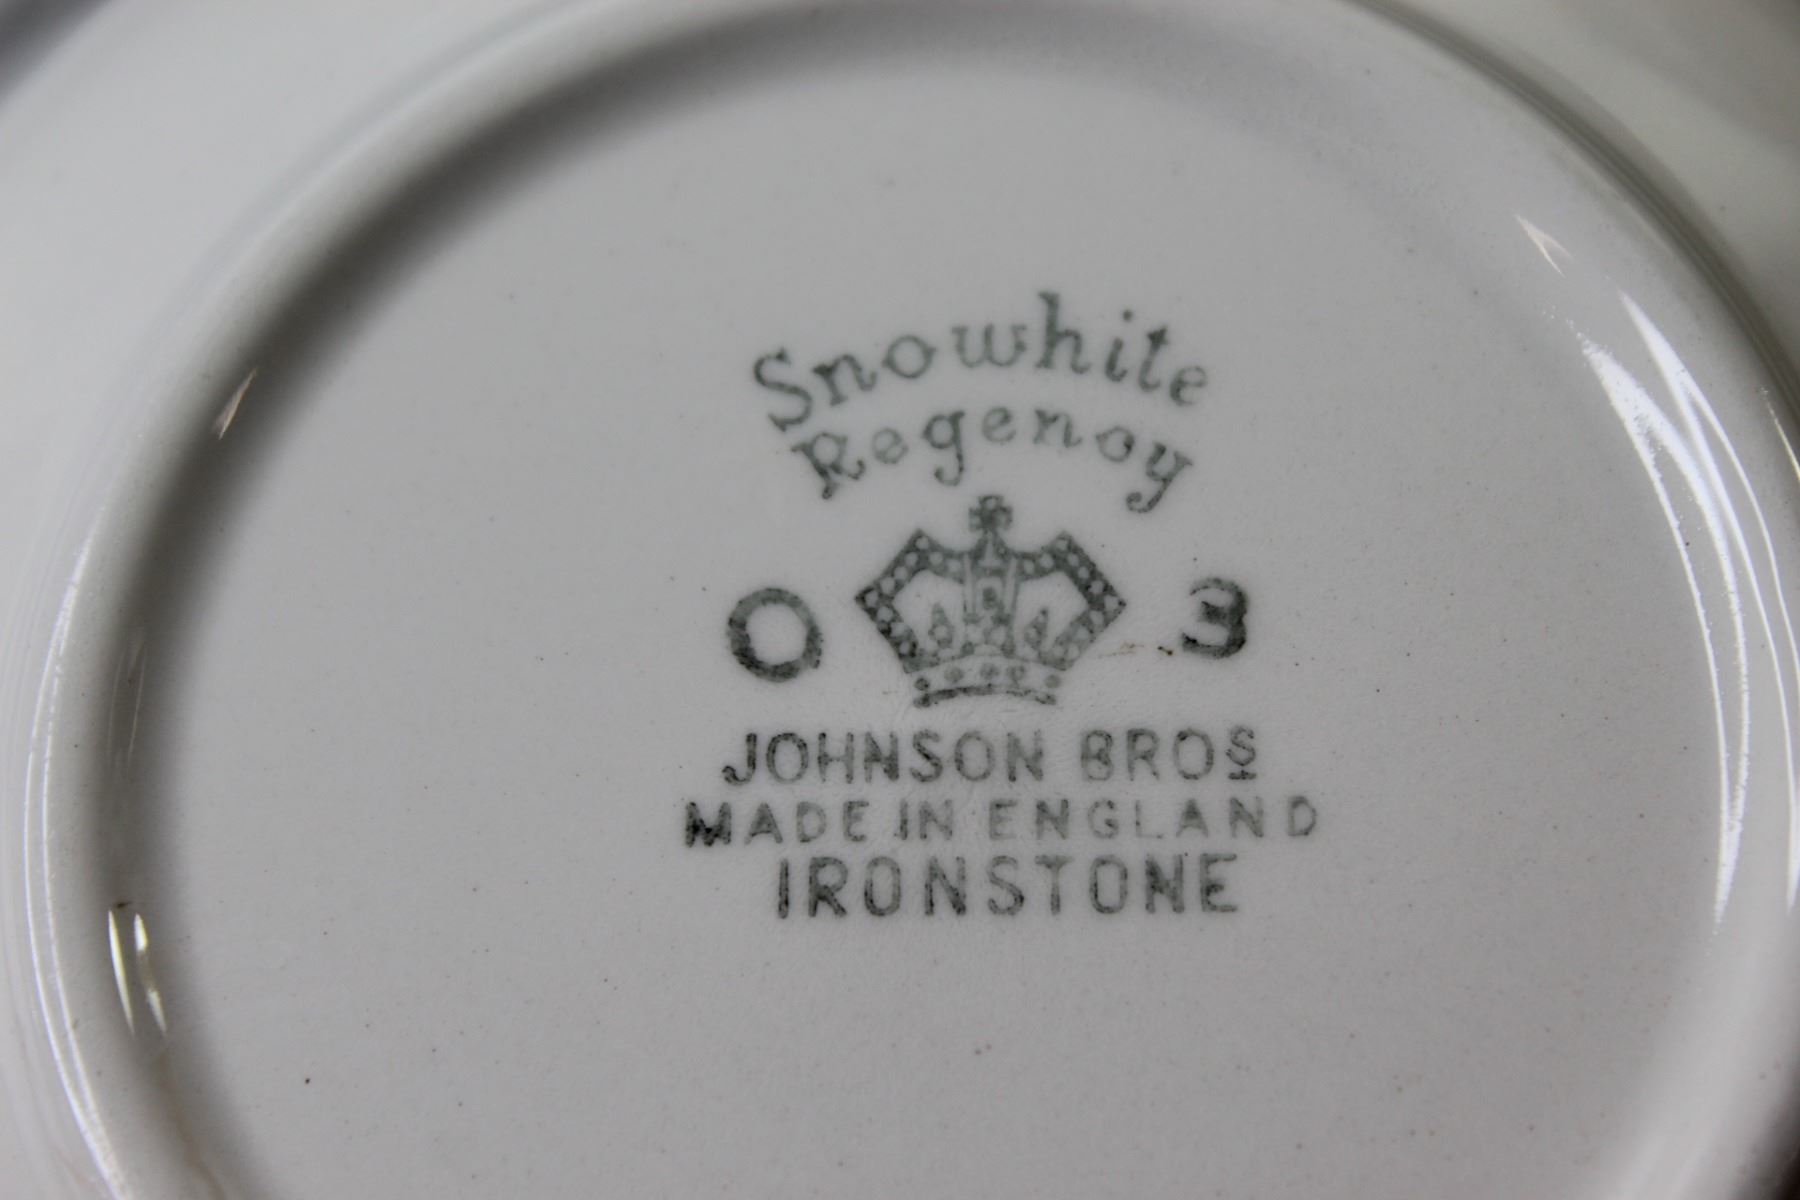 Snowhite
Regency
O 3
JOHNSON BROS
MADE IN ENGLAND
IRONSTONE